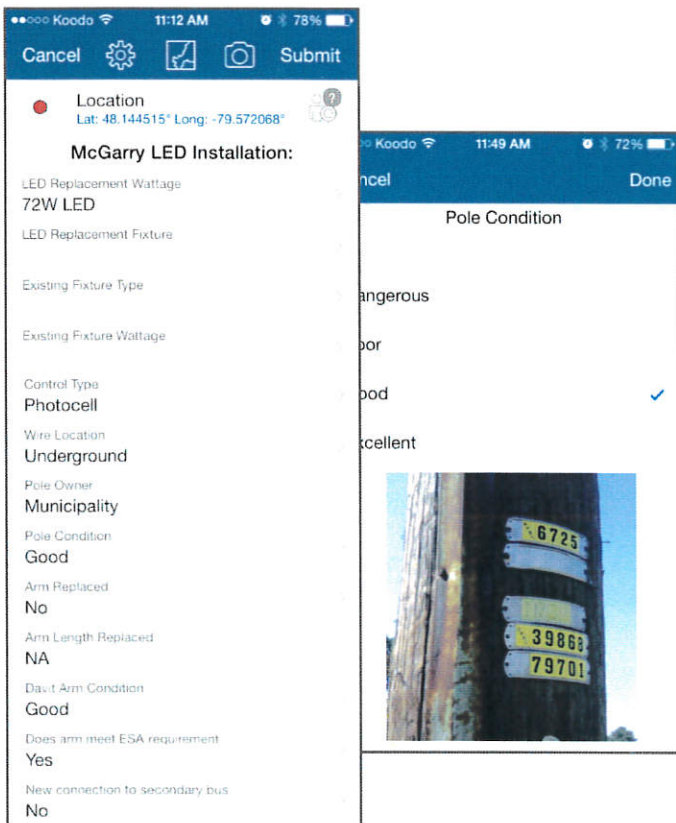 Koodo 11:12 AM 78%
Cancel Submit
Location
Lat: 48.144515° Long: -79.572068°
McGarry LED Installation:
LED Replacement Wattage
72W LED
LED Replacement Fixture
Existing Fixture Type
Existing Fixture Wattage
Control Type
Photocell
Wire Location
Underground
Pole Owner
Municipality
Pole Condition
Good
Arm Replaced
No
Arm Length Replaced
NA
Davit Arm Condition
Good
Does arm meet ESA requirement
Yes
New connection to secondary bus
No
Koodo 11:49 AM 72%
ncel Done
Pole Condition
angerous
oor
ood
xcellent
6725
39868
79701